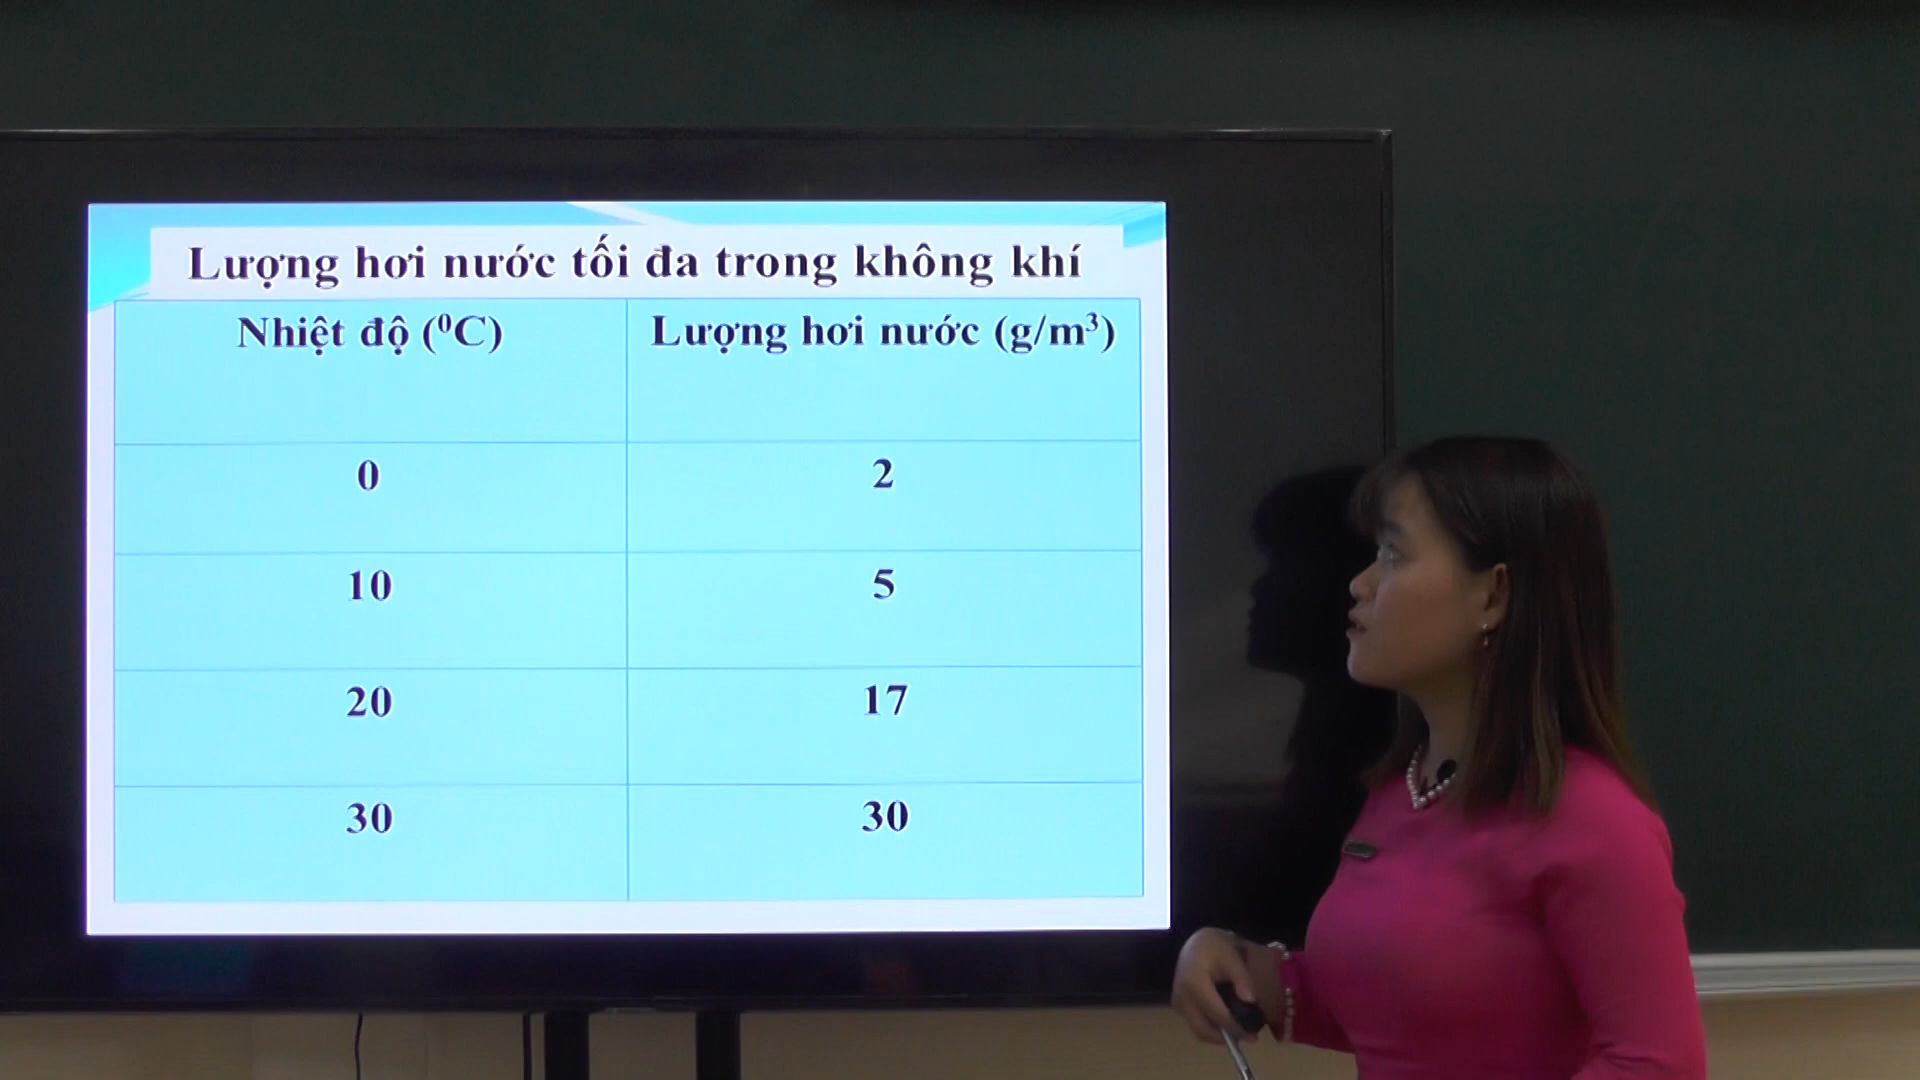 Lượng hơi nước tối đa trong không khí
Nhiệt độ (⁰C) Lượng hơi nước (g/m³)
0 2
10 5
20 17
30 30